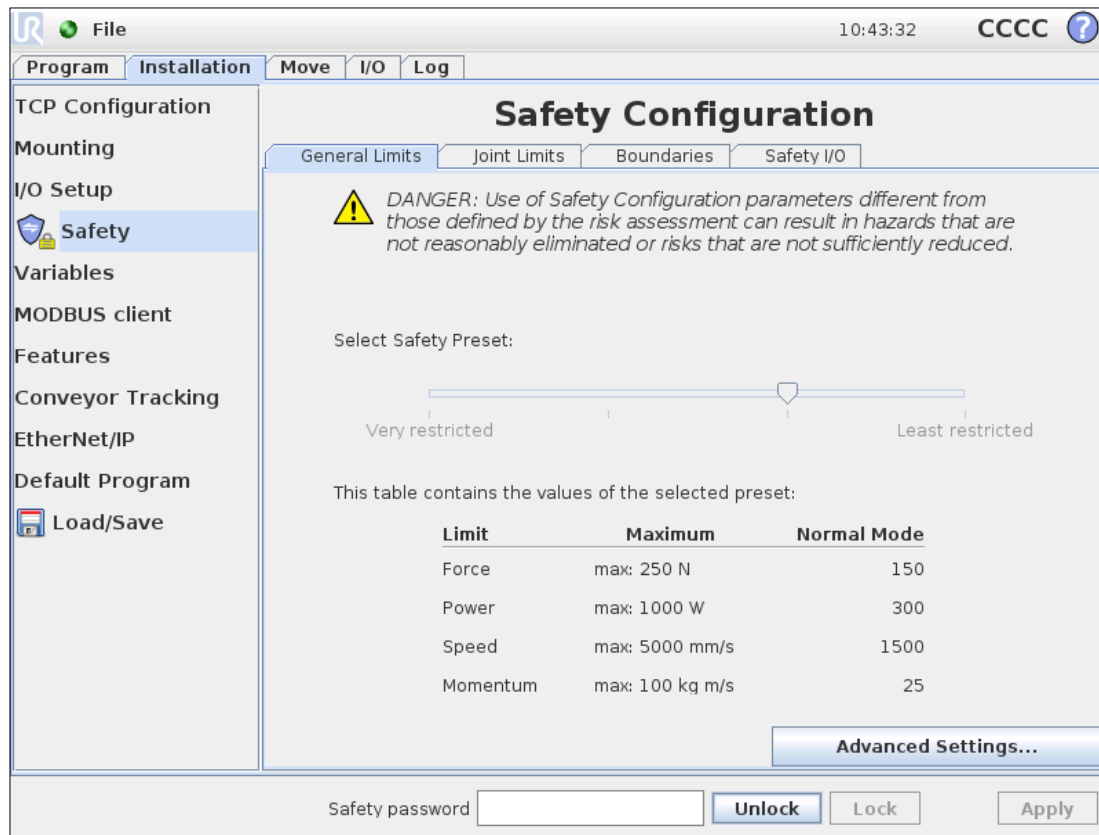 UR File 10:43:32 CCCC ?
Program Installation Move I/O Log
TCP Configuration
Mounting
I/O Setup
Safety
Variables
MODBUS client
Features
Conveyor Tracking
EtherNet/IP
Default Program
Load/Save
Safety Configuration
General Limits Joint Limits Boundaries Safety I/O
DANGER: Use of Safety Configuration parameters different from
those defined by the risk assessment can result in hazards that are
not reasonably eliminated or risks that are not sufficiently reduced.
Select Safety Preset:
Very restricted Least restricted
This table contains the values of the selected preset:
Limit Maximum Normal Mode
Force max: 250 N 150
Power max: 1000 W 300
Speed max: 5000 mm/s 1500
Momentum max: 100 kg m/s 25
Advanced Settings...
Safety password Unlock Lock Apply